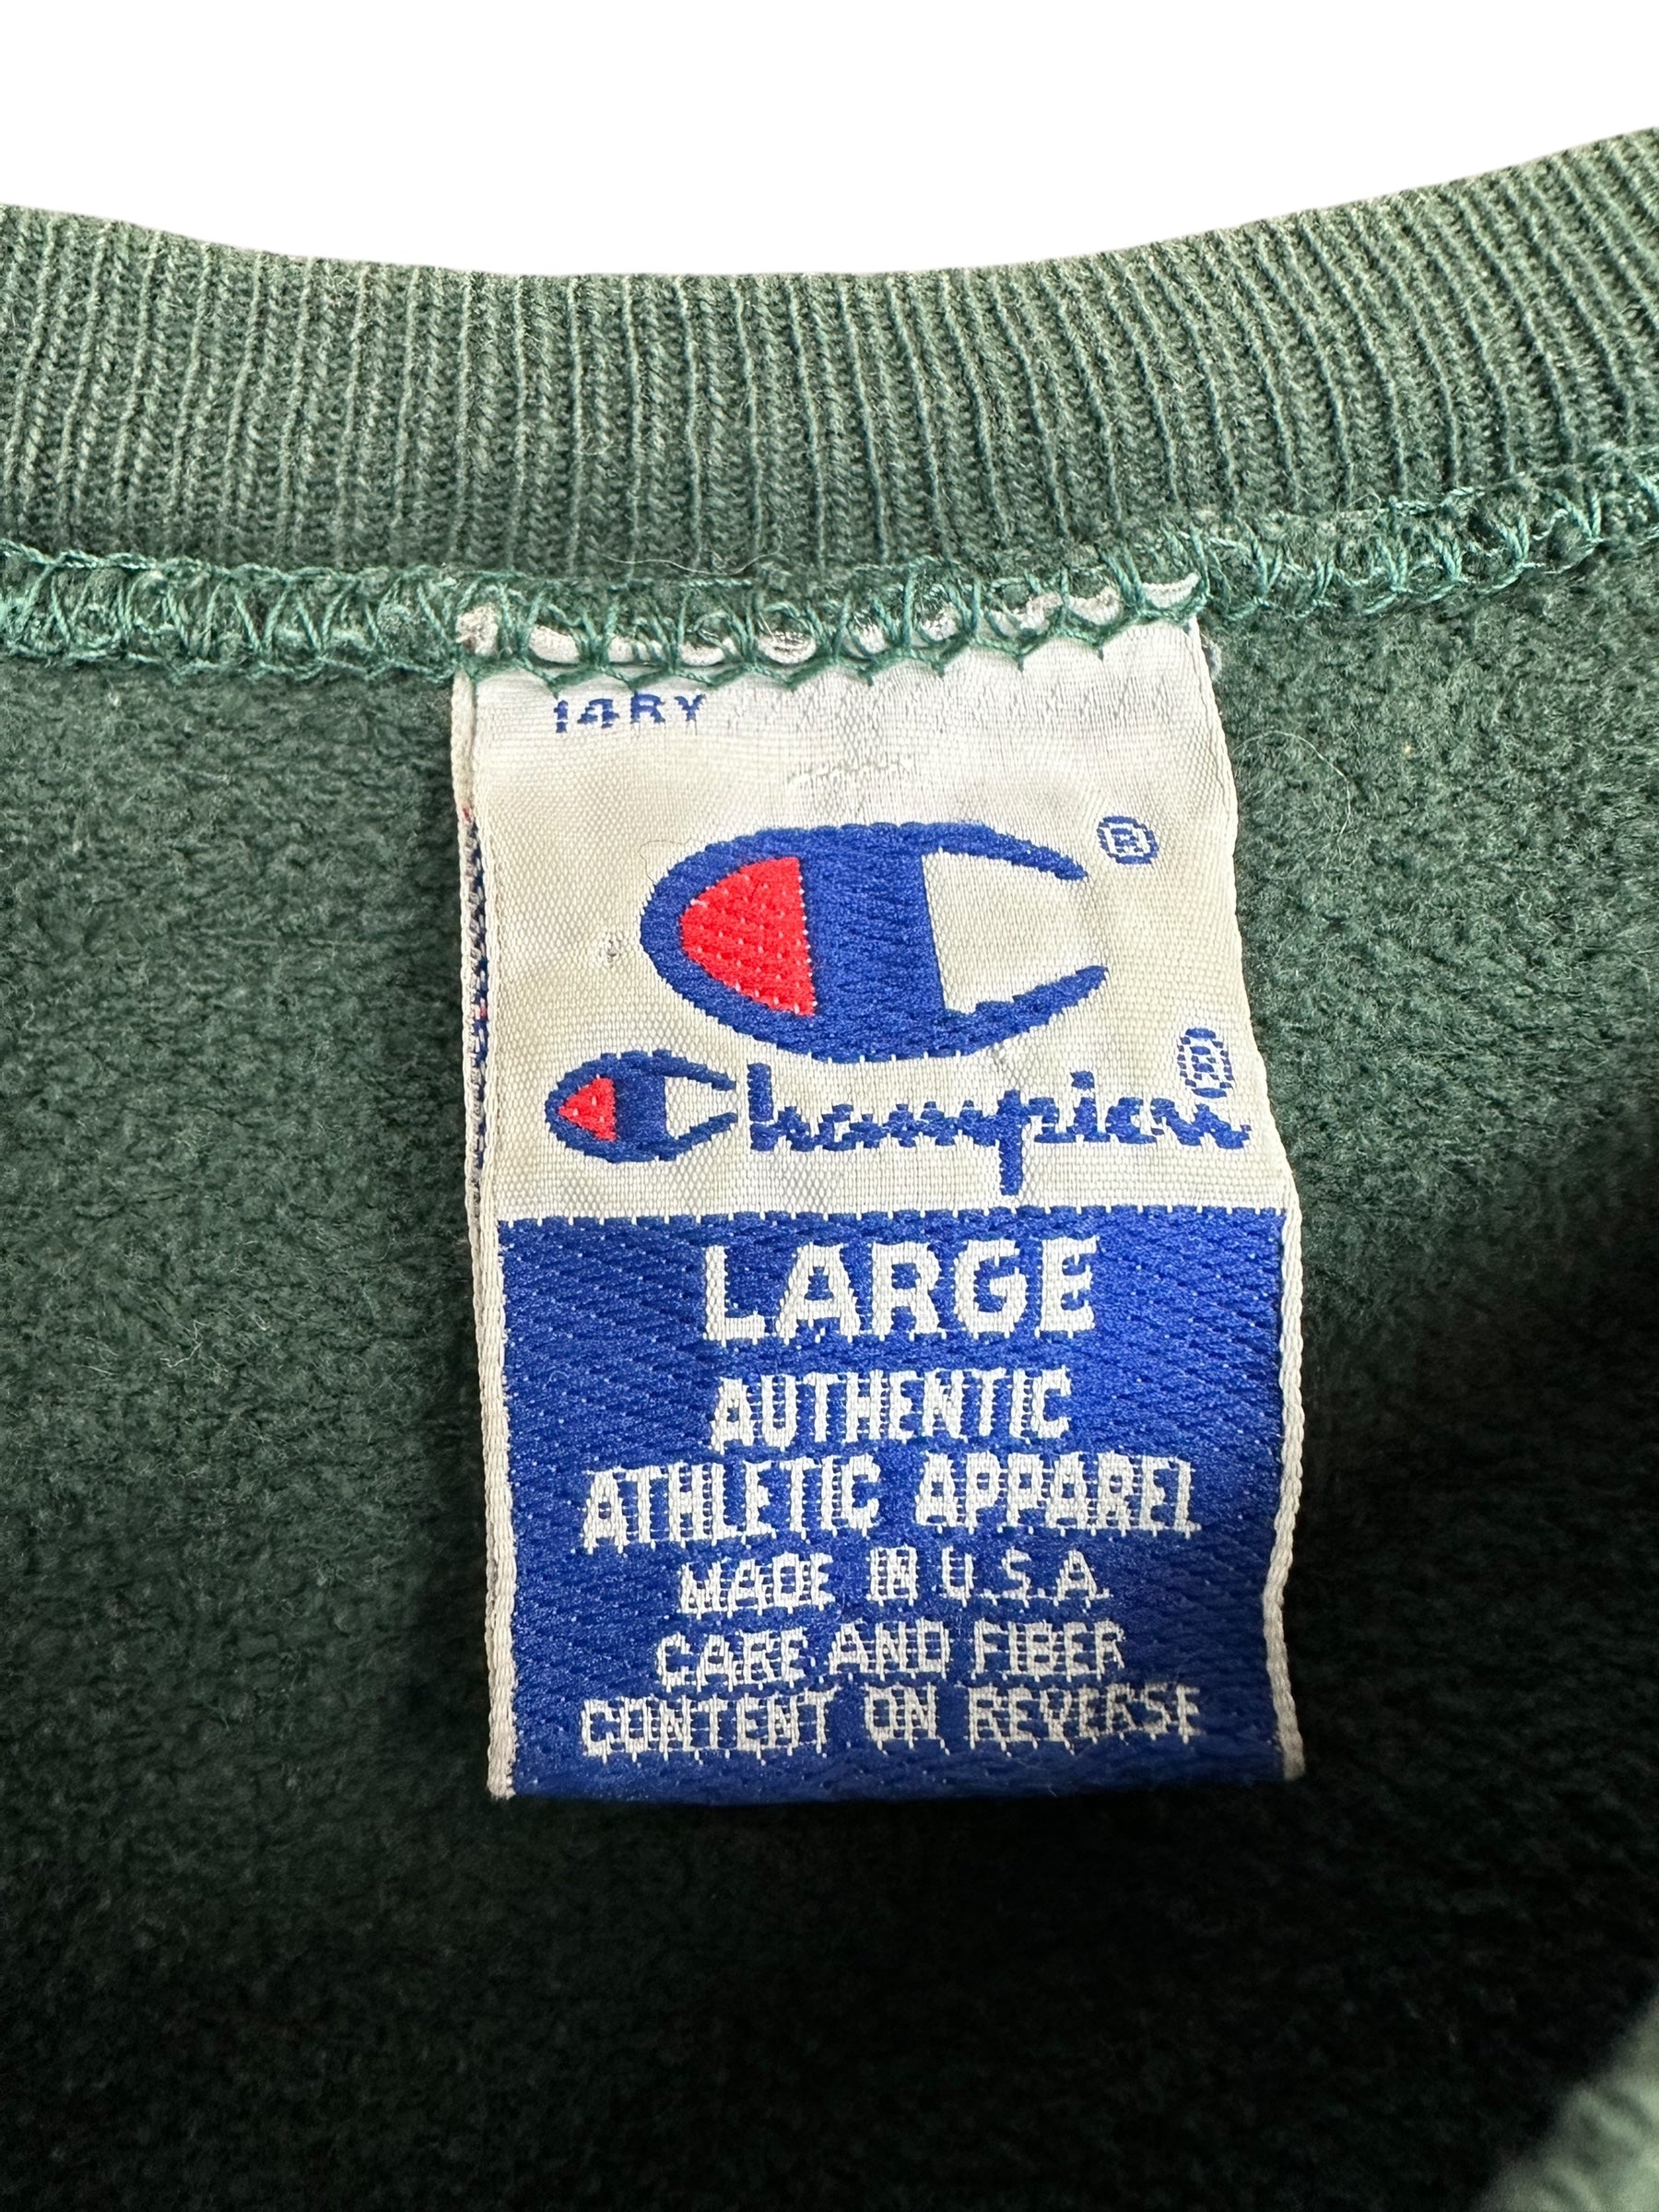 14RY
®
Champion®
LARGE
AUTHENTIC
ATHLETIC APPAREL
MADE IN U.S.A.
CARE AND FIBER
CONTENT ON REVERSE